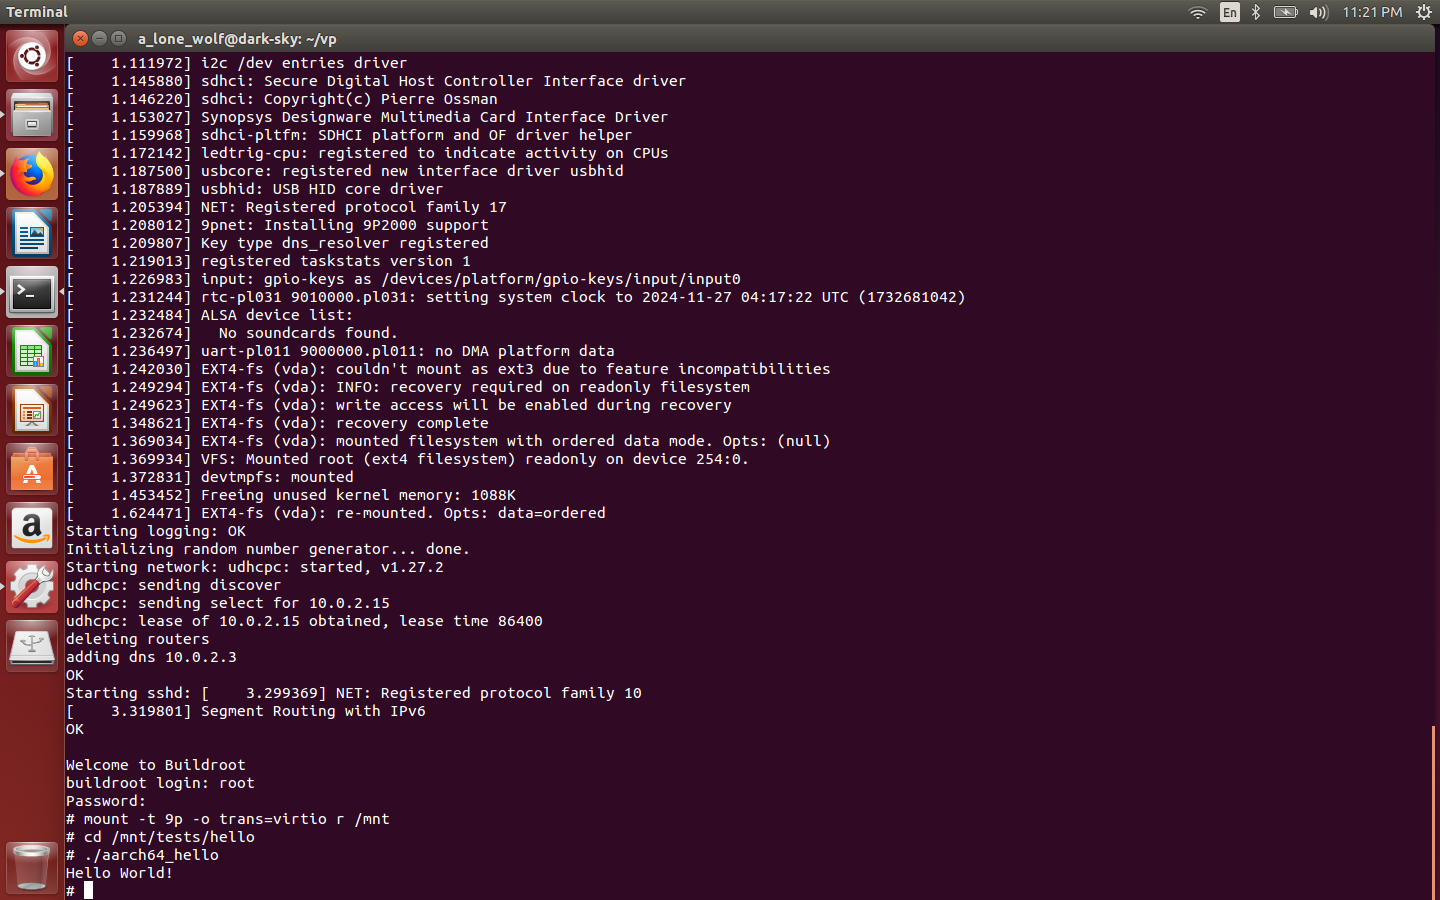 Terminal
En
11:21 PM
a_lone_wolf@dark-sky: ~/vp
[    1.111972] i2c /dev entries driver
[    1.145880] sdhci: Secure Digital Host Controller Interface driver
[    1.146220] sdhci: Copyright(c) Pierre Ossman
[    1.153027] Synopsys Designware Multimedia Card Interface Driver
[    1.159968] sdhci-pltfm: SDHCI platform and OF driver helper
[    1.172142] ledtrig-cpu: registered to indicate activity on CPUs
[    1.187500] usbcore: registered new interface driver usbhid
[    1.187889] usbhid: USB HID core driver
[    1.205394] NET: Registered protocol family 17
[    1.208012] 9pnet: Installing 9P2000 support
[    1.209807] Key type dns_resolver registered
[    1.219013] registered taskstats version 1
[    1.226983] input: gpio-keys as /devices/platform/gpio-keys/input/input0
[    1.231244] rtc-pl031 9010000.pl031: setting system clock to 2024-11-27 04:17:22 UTC (1732681042)
[    1.232484] ALSA device list:
[    1.232674]   No soundcards found.
[    1.236497] uart-pl011 9000000.pl011: no DMA platform data
[    1.242030] EXT4-fs (vda): couldn't mount as ext3 due to feature incompatibilities
[    1.249294] EXT4-fs (vda): INFO: recovery required on readonly filesystem
[    1.249623] EXT4-fs (vda): write access will be enabled during recovery
[    1.348621] EXT4-fs (vda): recovery complete
[    1.369034] EXT4-fs (vda): mounted filesystem with ordered data mode. Opts: (null)
[    1.369934] VFS: Mounted root (ext4 filesystem) readonly on device 254:0.
[    1.372831] devtmpfs: mounted
[    1.453452] Freeing unused kernel memory: 1088K
[    1.624471] EXT4-fs (vda): re-mounted. Opts: data=ordered
Starting logging: OK
Initializing random number generator... done.
Starting network: udhcpc: started, v1.27.2
udhcpc: sending discover
udhcpc: sending select for 10.0.2.15
udhcpc: lease of 10.0.2.15 obtained, lease time 86400
deleting routers
adding dns 10.0.2.3
OK
Starting sshd: [    3.299369] NET: Registered protocol family 10
[    3.319801] Segment Routing with IPv6
OK
Welcome to Buildroot
buildroot login: root
Password:
# mount -t 9p -o trans=virtio r /mnt
# cd /mnt/tests/hello
# ./aarch64_hello
Hello World!
#